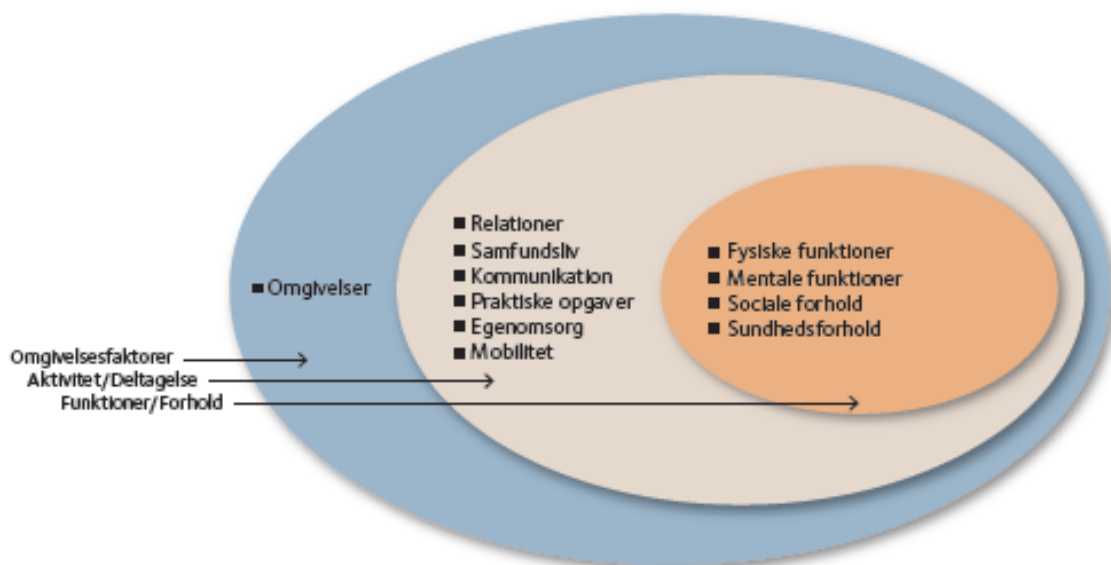 ■ Relationer
■ Samfundsliv
■ Kommunikation
■ Praktiske opgaver
■ Egenomsorg
■ Mobilitet
■ Fysiske funktioner
■ Mentale funktioner
■ Sociale forhold
■ Sundhedsforhold
■ Omgivelser
Omgivelsesfaktorer
Aktivitet/Deltagelse
Funktioner/Forhold